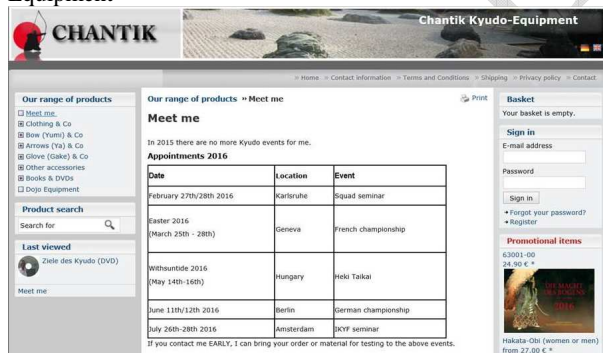 Equipment
CHANTIK
Chantik Kyudo-Equipment
» Home » Contact information » Terms and Conditions » Shipping » Privacy policy » Contact
Our range of products
Meet me
Clothing & Co
Bow (Yumi) & Co
Arrows (Ya) & Co
Glove (Gake) & Co
Other accessories
Books & DVDs
Dojo Equipment
Product search
Search for
Last viewed
Ziele des Kyudo (DVD)
Meet me
Our range of products » Meet me
Print
Meet me
In 2015 there are no more Kyudo events for me.
Appointments 2016
Date Location Event
February 27th/28th 2016 Karlsruhe Squad seminar
Easter 2016
(March 25th - 28th) Geneva French championship
Withsuntide 2016
(May 14th-16th) Hungary Heki Taikai
June 11th/12th 2016 Berlin German championship
July 26th-28th 2016 Amsterdam IKYF seminar
If you contact me EARLY, I can bring your order or material for testing to the above events.
Basket
Your basket is empty.
Sign in
E-mail address
Password
Sign in
Forgot your password?
Register
Promotional items
63001-00
24.90 € *
DIE MAKIET
DES BOGENS
2016
Hakata-Obi (women or men)
from 27.00 € *